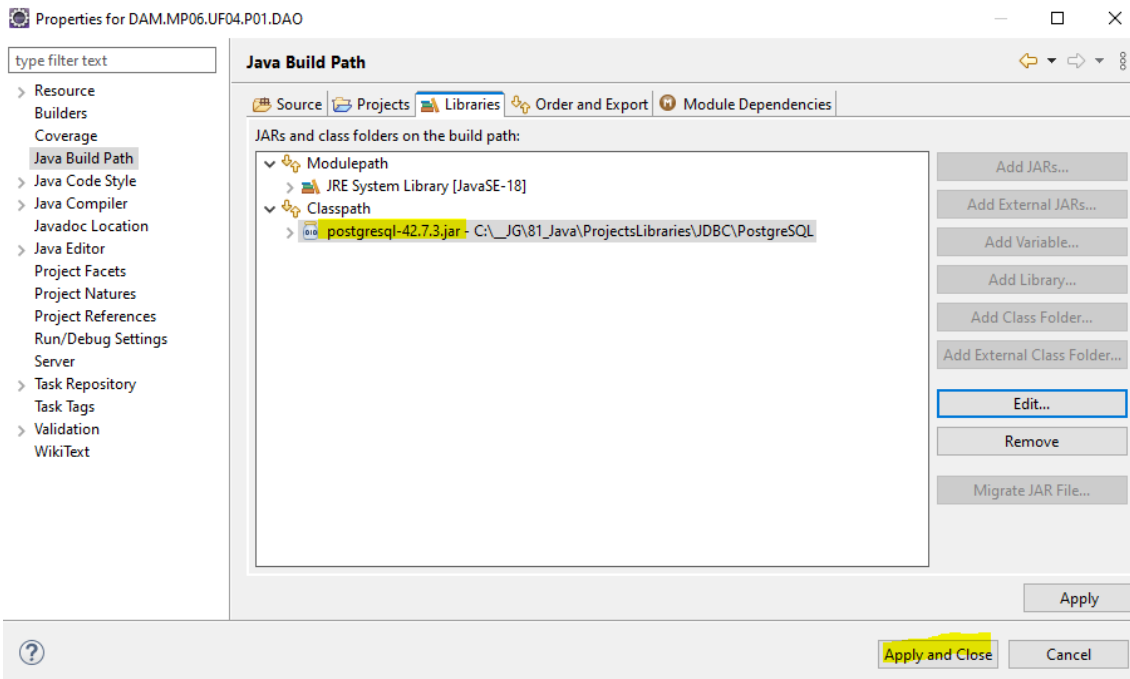 Properties for DAM.MP06.UF04.P01.DAO
type filter text
Resource
Builders
Coverage
Java Build Path
Java Code Style
Java Compiler
Javadoc Location
Java Editor
Project Facets
Project Natures
Project References
Run/Debug Settings
Server
Task Repository
Task Tags
Validation
WikiText
Java Build Path
Source Projects Libraries Order and Export Module Dependencies
JARs and class folders on the build path:
Modulepath
JRE System Library [JavaSE-18]
Classpath
postgresql-42.7.3.jar - C:\__JG\81_Java\ProjectsLibraries\JDBC\PostgreSQL
Add JARs...
Add External JARs...
Add Variable...
Add Library...
Add Class Folder...
Add External Class Folder...
Edit...
Remove
Migrate JAR File...
Apply
?
Apply and Close Cancel